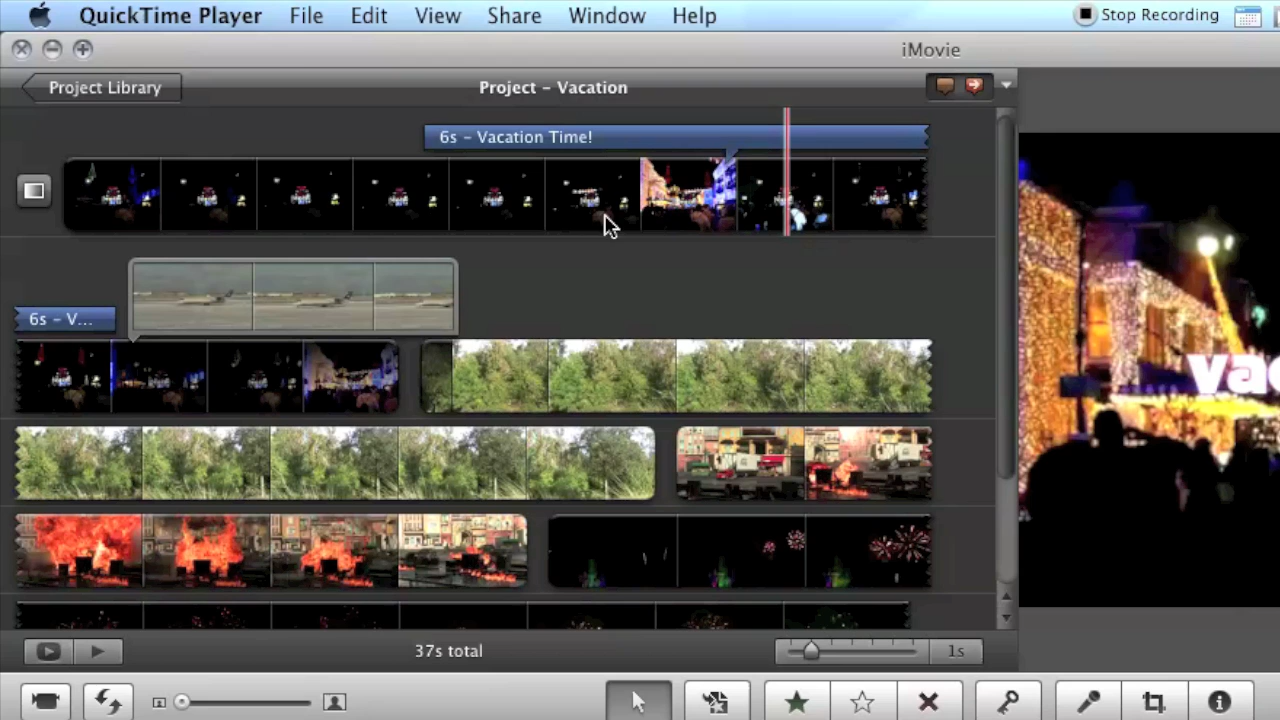 QuickTime Player File Edit View Share Window Help Stop Recording
iMovie
Project Library Project – Vacation
6s – Vacation Time!
6s – V...
vac
37s total 1s